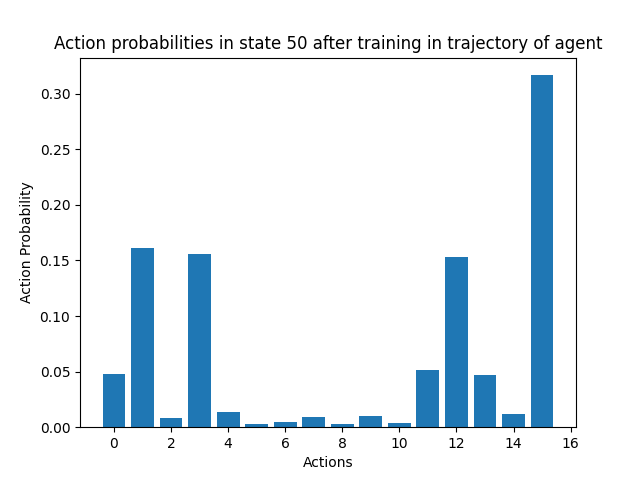 Action probabilities in state 50 after training in trajectory of agent
0.30
0.25
0.20
0.15
0.10
0.05
0.00
Action Probability
0 2 4 6 8 10 12 14 16
Actions